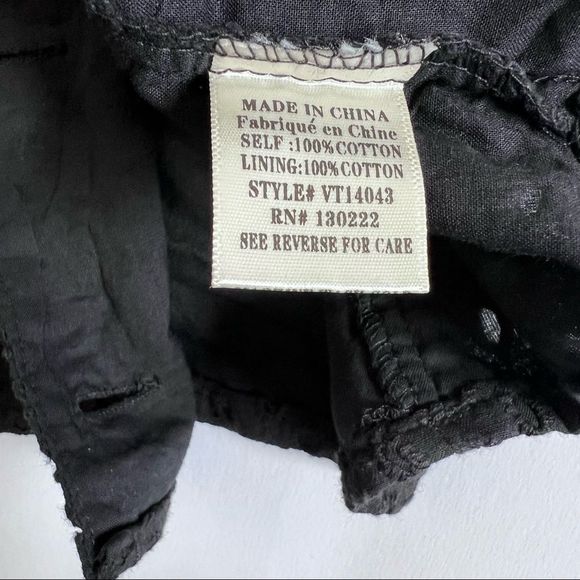 MADE IN CHINA
Fabriqué en Chine
SELF :100%COTTON
LINING:100%COTTON
STYLE# VT14043
RN# 130222
SEE REVERSE FOR CARE